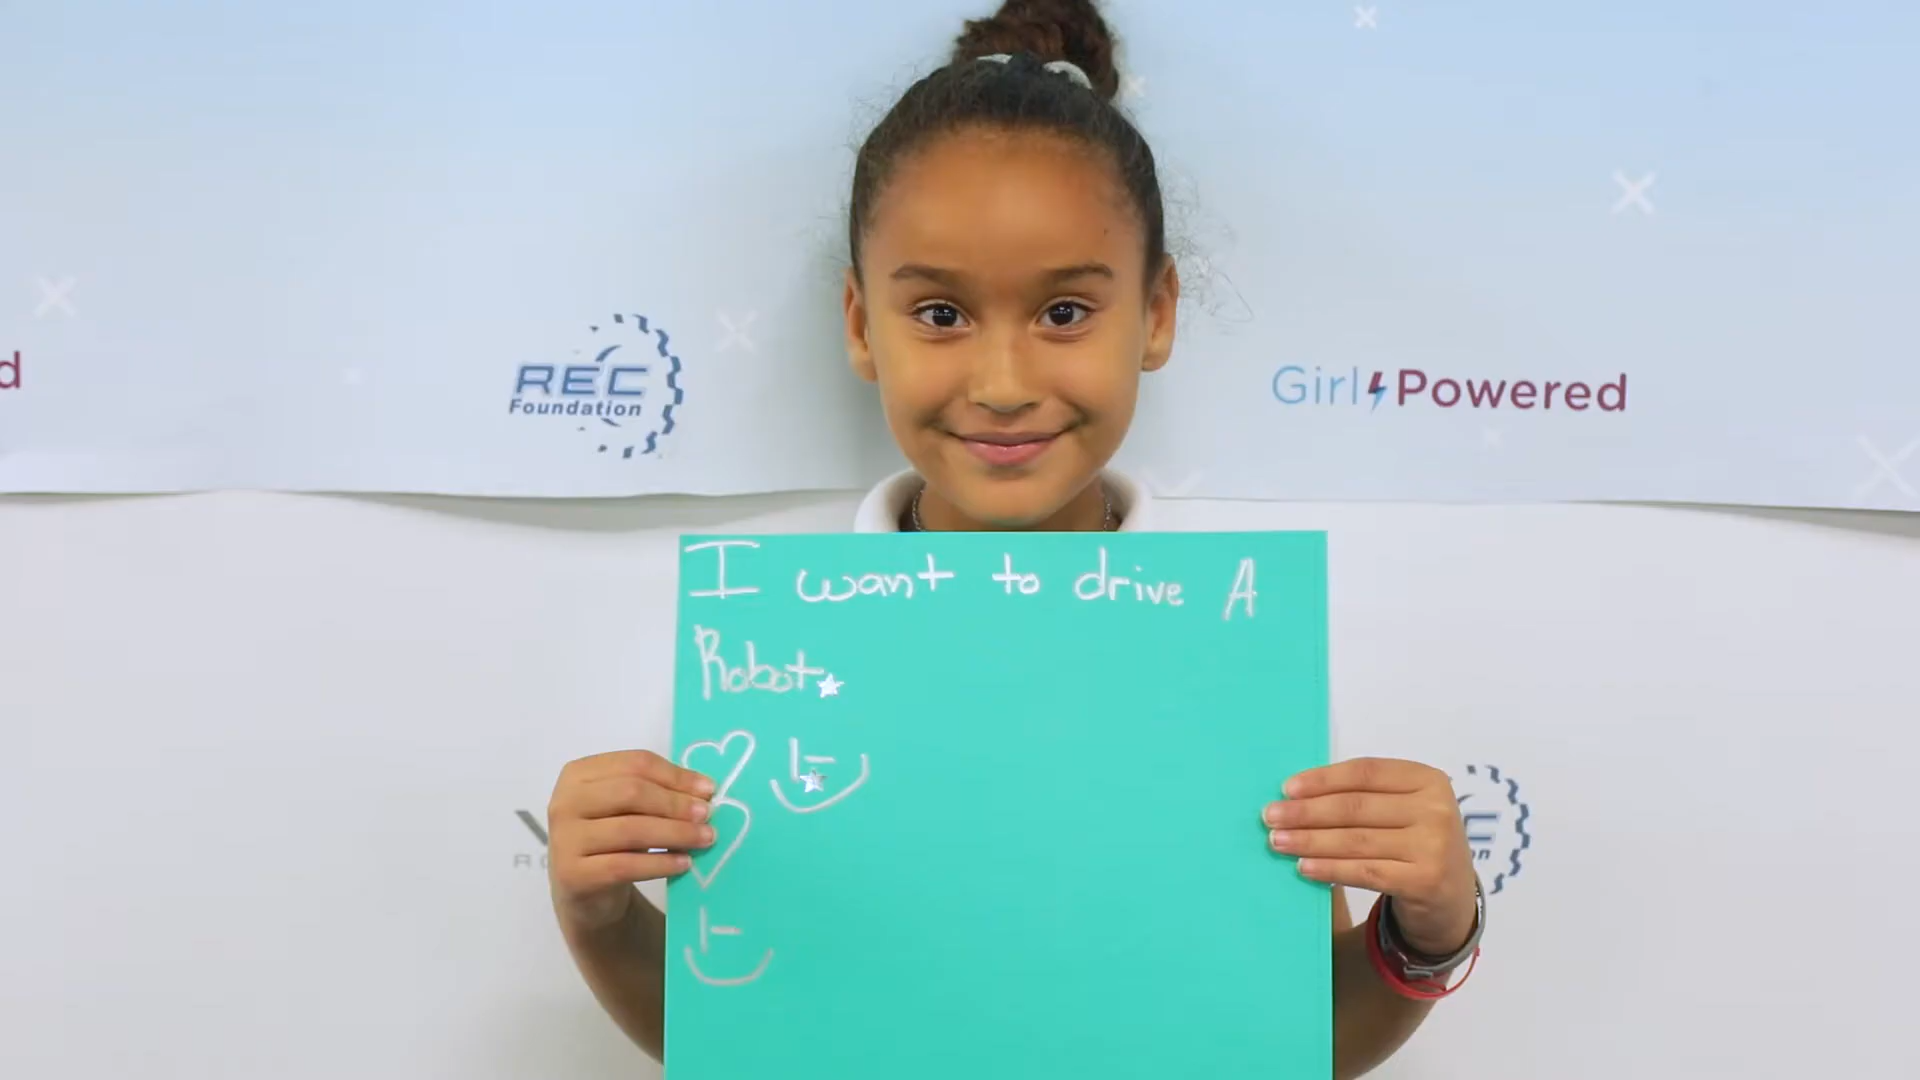 d
REC
Foundation
Girl Powered
I want to drive A
Robot